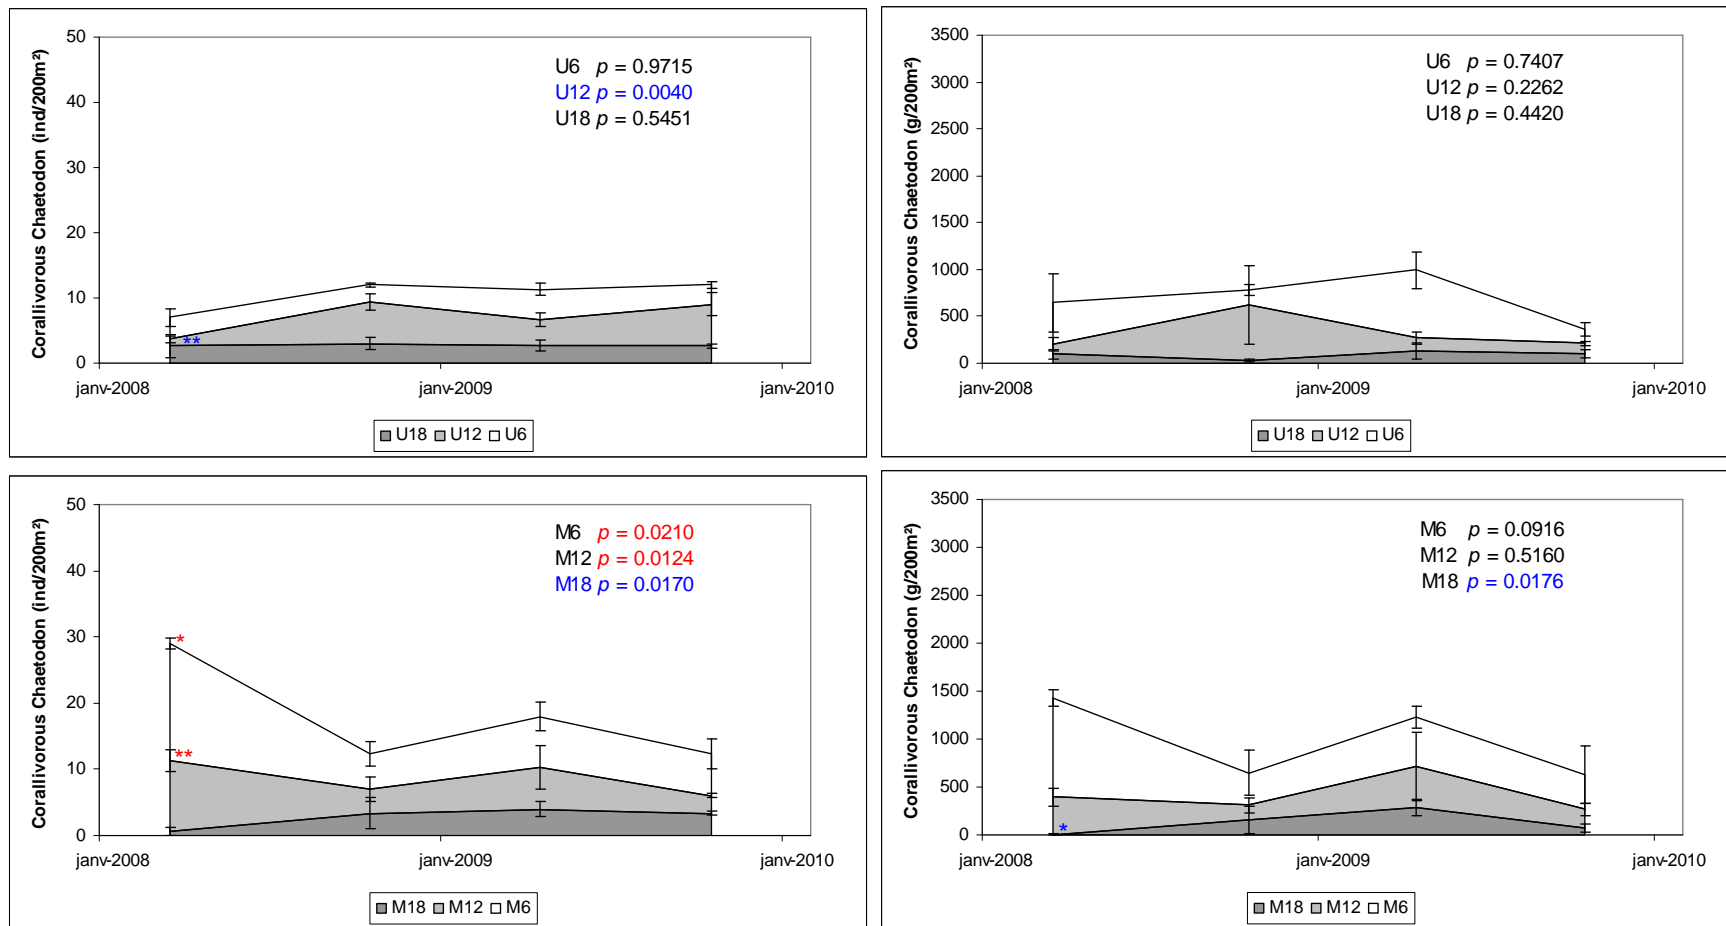 Corallivorous Chaetodon (ind/200m²)
50
40
30
20
10
0
U6 p = 0.9715
U12 p = 0.0040
U18 p = 0.5451
**
janv-2008 janv-2009 janv-2010
U18 U12 U6
Corallivorous Chaetodon (g/200m²)
3500
3000
2500
2000
1500
1000
500
0
U6 p = 0.7407
U12 p = 0.2262
U18 p = 0.4420
janv-2008 janv-2009 janv-2010
U18 U12 U6
Corallivorous Chaetodon (ind/200m²)
50
40
30
20
10
0
M6 p = 0.0210
M12 p = 0.0124
M18 p = 0.0170
*
**
janv-2008 janv-2009 janv-2010
M18 M12 M6
Corallivorous Chaetodon (g/200m²)
3500
3000
2500
2000
1500
1000
500
0
M6 p = 0.0916
M12 p = 0.5160
M18 p = 0.0176
*
janv-2008 janv-2009 janv-2010
M18 M12 M6